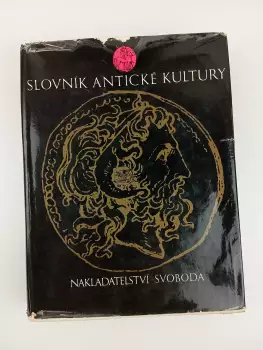 SLOVNÍK ANTICKÉ KULTURY
NAKLADATELSTVÍ SVOBODA